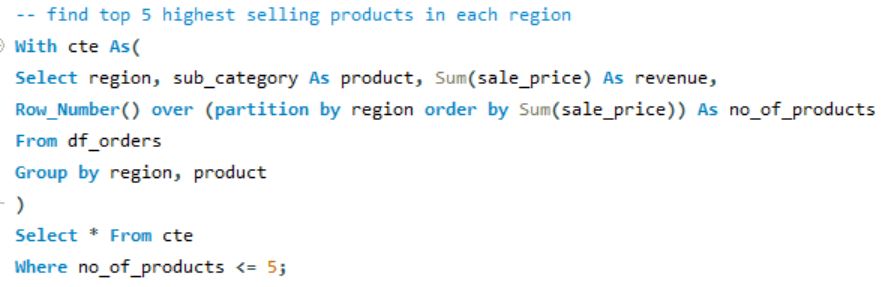 -- find top 5 highest selling products in each region
With cte As(
Select region, sub_category As product, Sum(sale_price) As revenue,
Row_Number() over (partition by region order by Sum(sale_price)) As no_of_products
From df_orders
Group by region, product
)
Select * From cte
Where no_of_products <= 5;